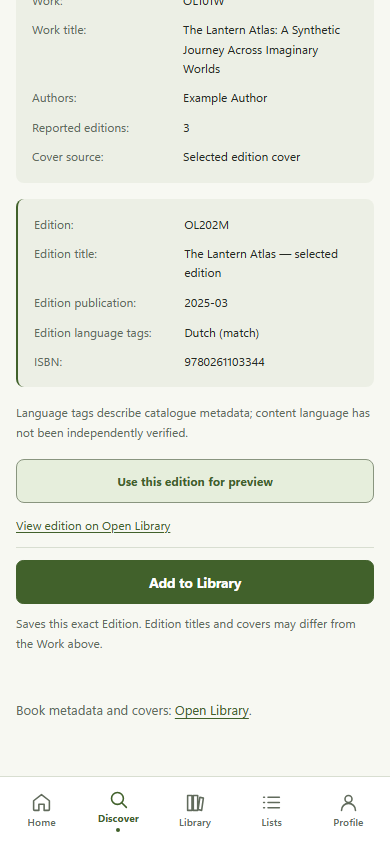 Work: OL101W
Work title: The Lantern Atlas: A Synthetic
Journey Across Imaginary
Worlds
Authors: Example Author
Reported editions: 3
Cover source: Selected edition cover
Edition: OL202M
Edition title: The Lantern Atlas — selected
edition
Edition publication: 2025-03
Edition language tags: Dutch (match)
ISBN: 9780261103344
Language tags describe catalogue metadata; content language has
not been independently verified.
Use this edition for preview
View edition on Open Library
Add to Library
Saves this exact Edition. Edition titles and covers may differ from
the Work above.
Book metadata and covers: Open Library.
Home Discover Library Lists Profile